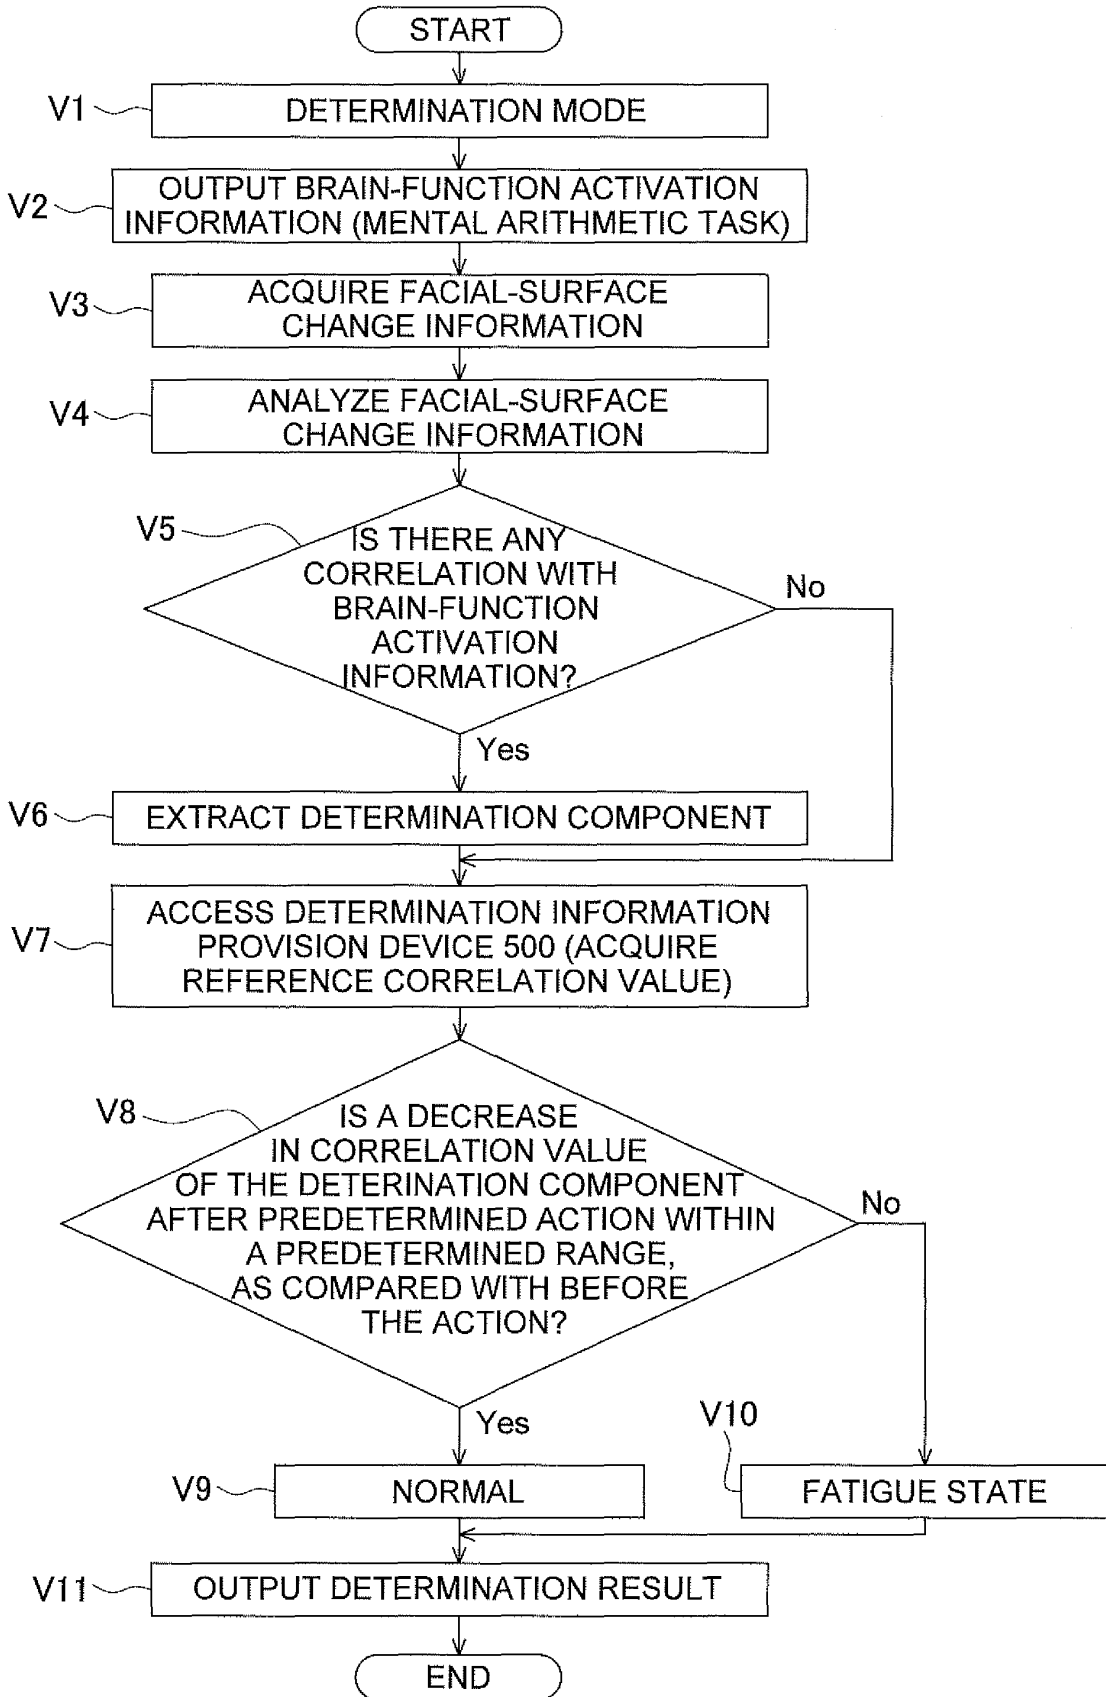 START
V1
DETERMINATION MODE
V2
OUTPUT BRAIN-FUNCTION ACTIVATION
INFORMATION (MENTAL ARITHMETIC TASK)
V3
ACQUIRE FACIAL-SURFACE
CHANGE INFORMATION
V4
ANALYZE FACIAL-SURFACE
CHANGE INFORMATION
V5
IS THERE ANY
CORRELATION WITH
BRAIN-FUNCTION
ACTIVATION
INFORMATION?
No
Yes
V6
EXTRACT DETERMINATION COMPONENT
V7
ACCESS DETERMINATION INFORMATION
PROVISION DEVICE 500 (ACQUIRE
REFERENCE CORRELATION VALUE)
V8
IS A DECREASE
IN CORRELATION VALUE
OF THE DETERINATION COMPONENT
AFTER PREDETERMINED ACTION WITHIN
A PREDETERMINED RANGE,
AS COMPARED WITH BEFORE
THE ACTION?
No
Yes
V9
NORMAL
V10
FATIGUE STATE
V11
OUTPUT DETERMINATION RESULT
END